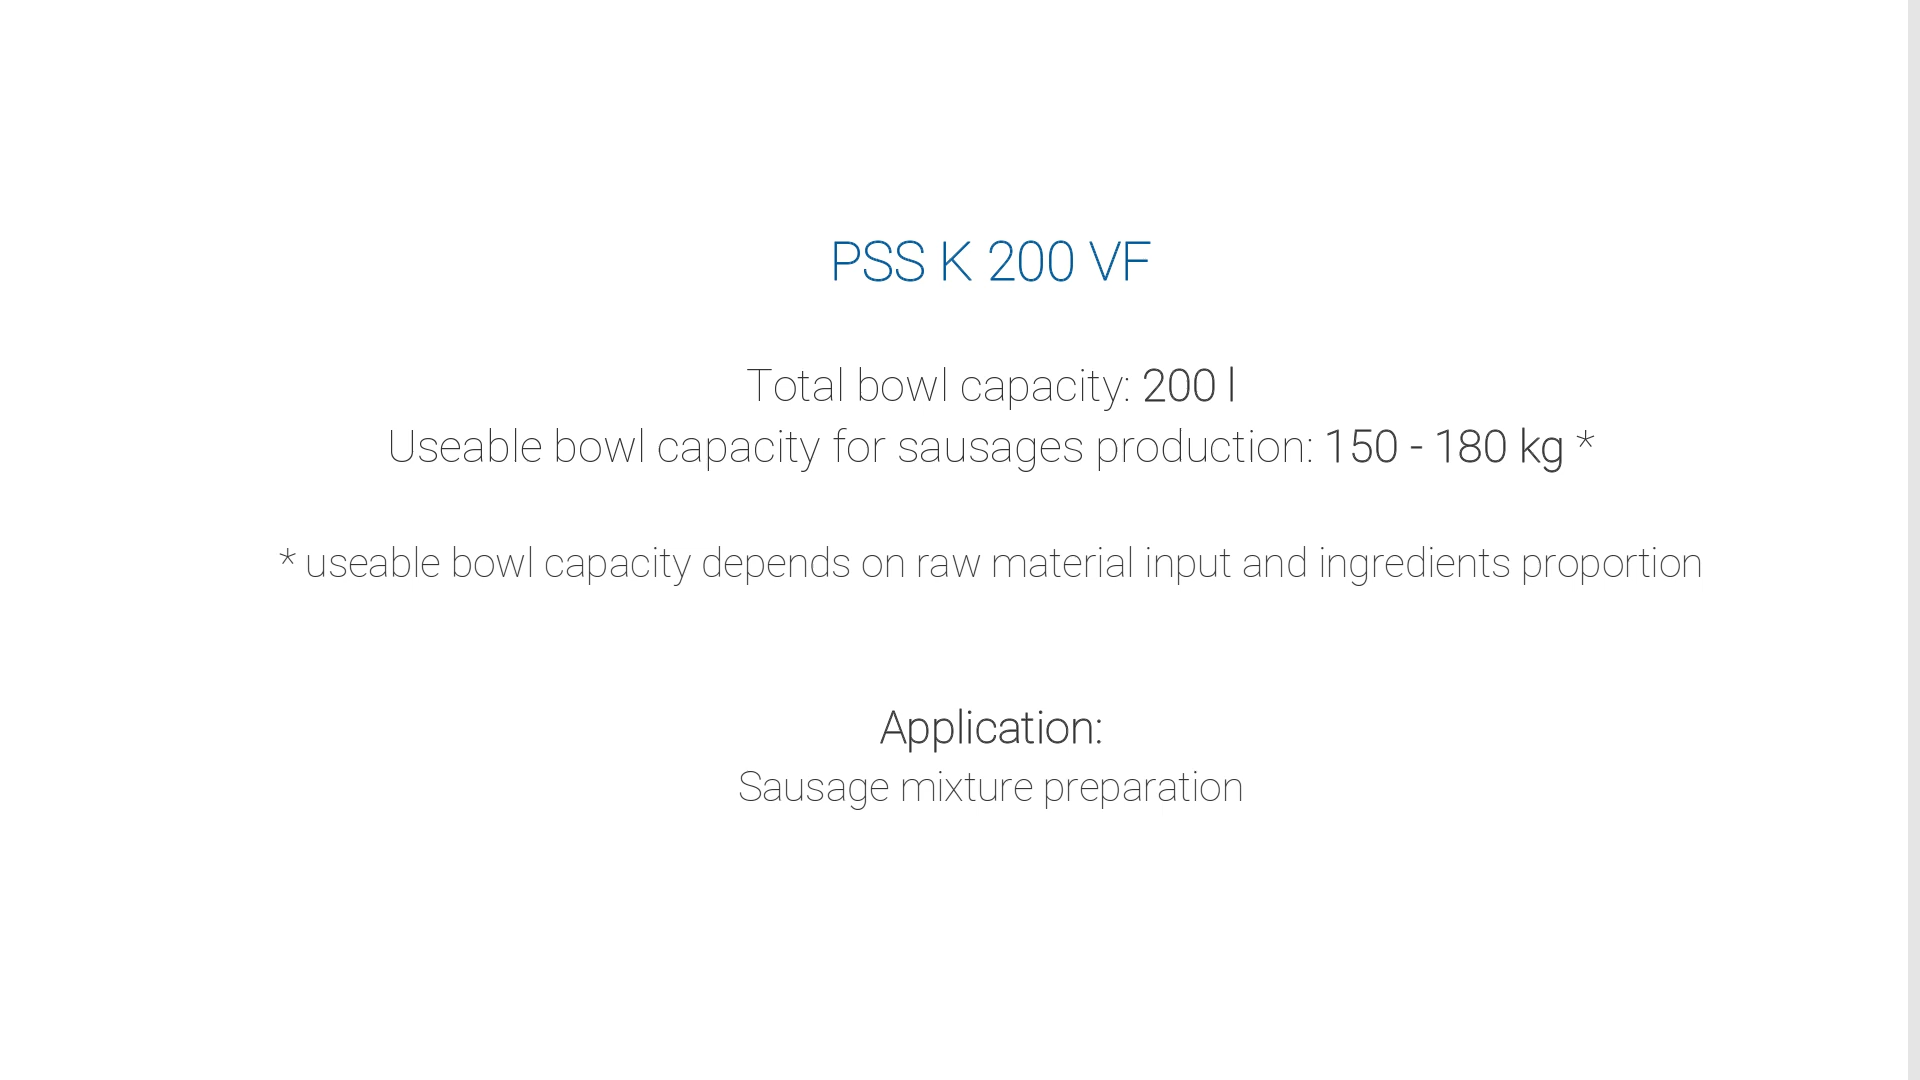 PSS K 200 VF
Total bowl capacity: 200 l
Useable bowl capacity for sausages production: 150 - 180 kg *
* useable bowl capacity depends on raw material input and ingredients proportion
Application:
Sausage mixture preparation